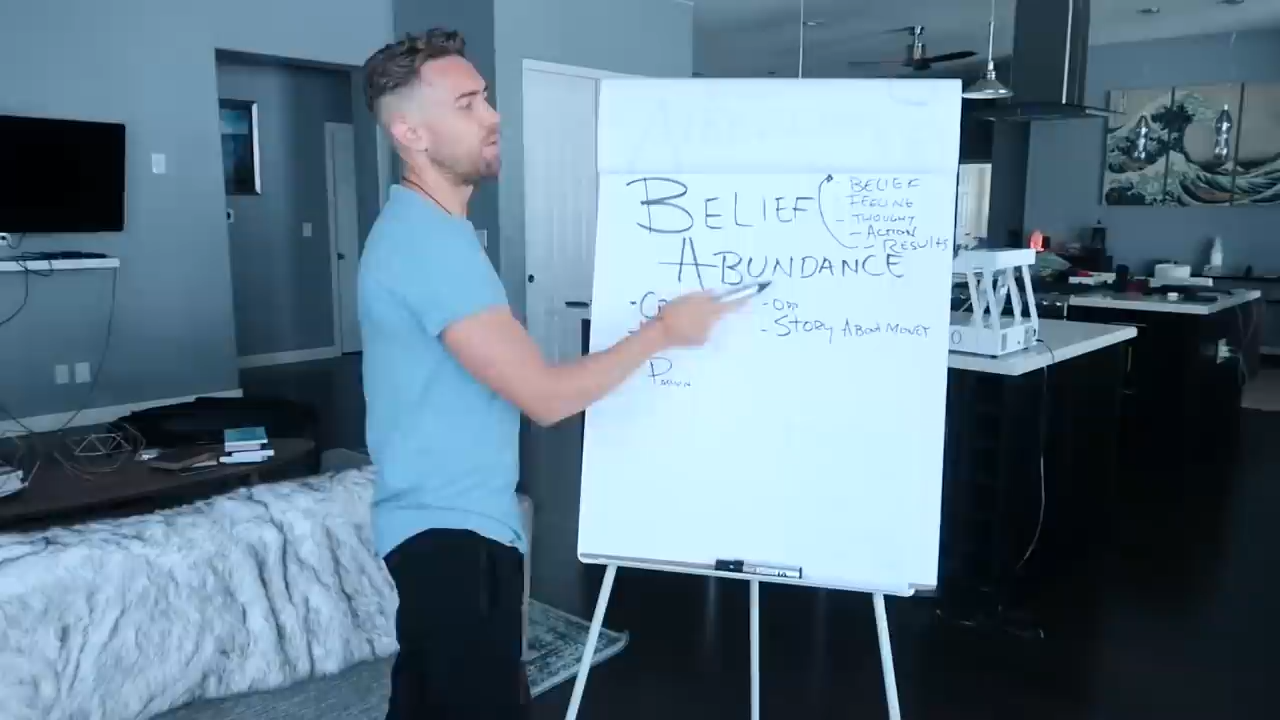 BELIEF
- BELIEF
FEELING
- THOUGHT
- ACTION
- RESULTS
ABUNDANCE
- OPP
- STORY ABOUT MONEY